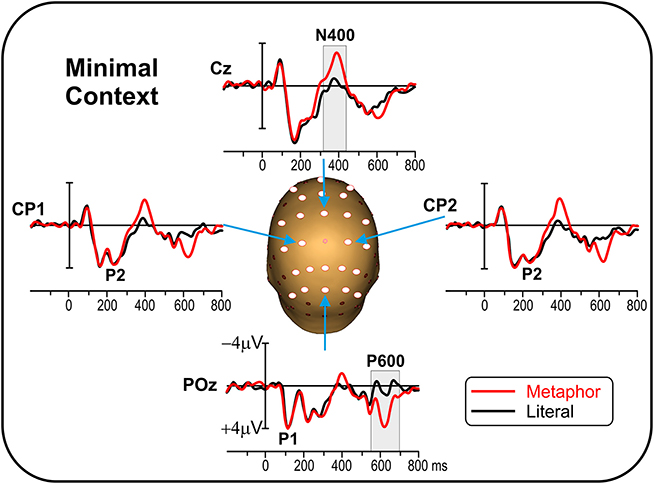 Minimal
Context
N400
Cz
0 200 400 600 800
CP1
P2
0 200 400 600 800
CP2
P2
0 200 400 600 800
−4μV
P600
POz
+4μV
P1
0 200 400 600 800 ms
Metaphor
Literal